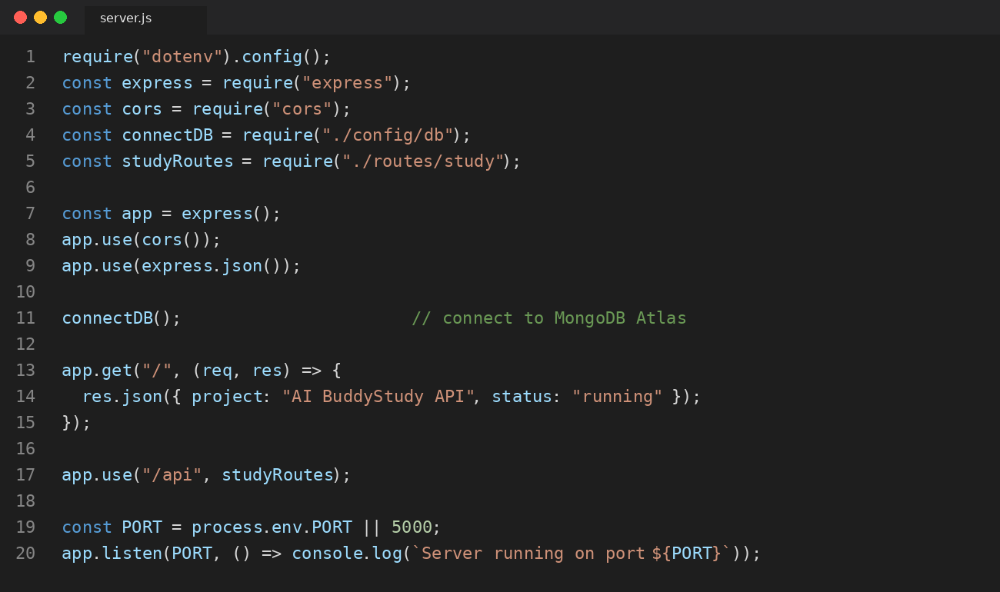 server.js
1 require("dotenv").config();
2 const express = require("express");
3 const cors = require("cors");
4 const connectDB = require("./config/db");
5 const studyRoutes = require("./routes/study");
6
7 const app = express();
8 app.use(cors());
9 app.use(express.json());
10
11 connectDB();                       // connect to MongoDB Atlas
12
13 app.get("/", (req, res) => {
14   res.json({ project: "AI BuddyStudy API", status: "running" });
15 });
16
17 app.use("/api", studyRoutes);
18
19 const PORT = process.env.PORT || 5000;
20 app.listen(PORT, () => console.log(`Server running on port ${PORT}`));